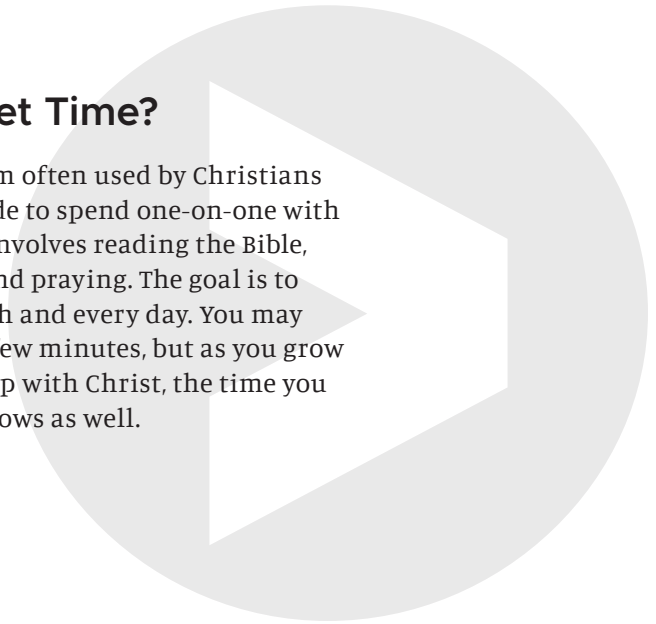 et Time?
m often used by Christians
de to spend one-on-one with
nvolves reading the Bible,
nd praying. The goal is to
h and every day. You may
ew minutes, but as you grow
p with Christ, the time you
ows as well.